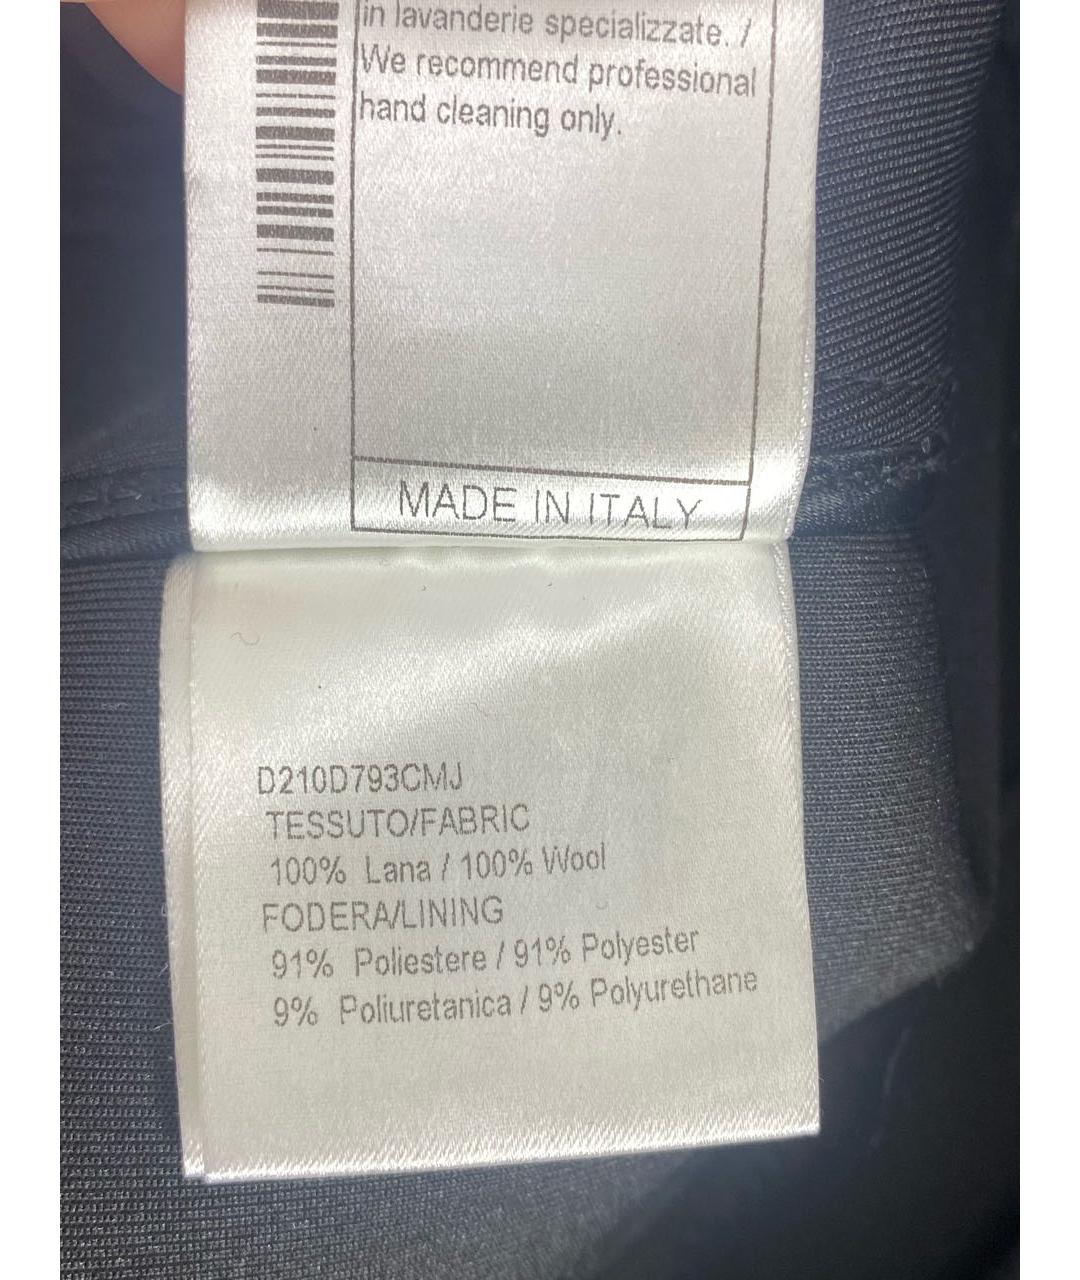 in lavanderie specializzate. /
We recommend professional
hand cleaning only.
MADE IN ITALY
D210D793CMJ
TESSUTO/FABRIC
100% Lana / 100% Wool
FODERA/LINING
91% Poliestere / 91% Polyester
9% Poliuretanica / 9% Polyurethane